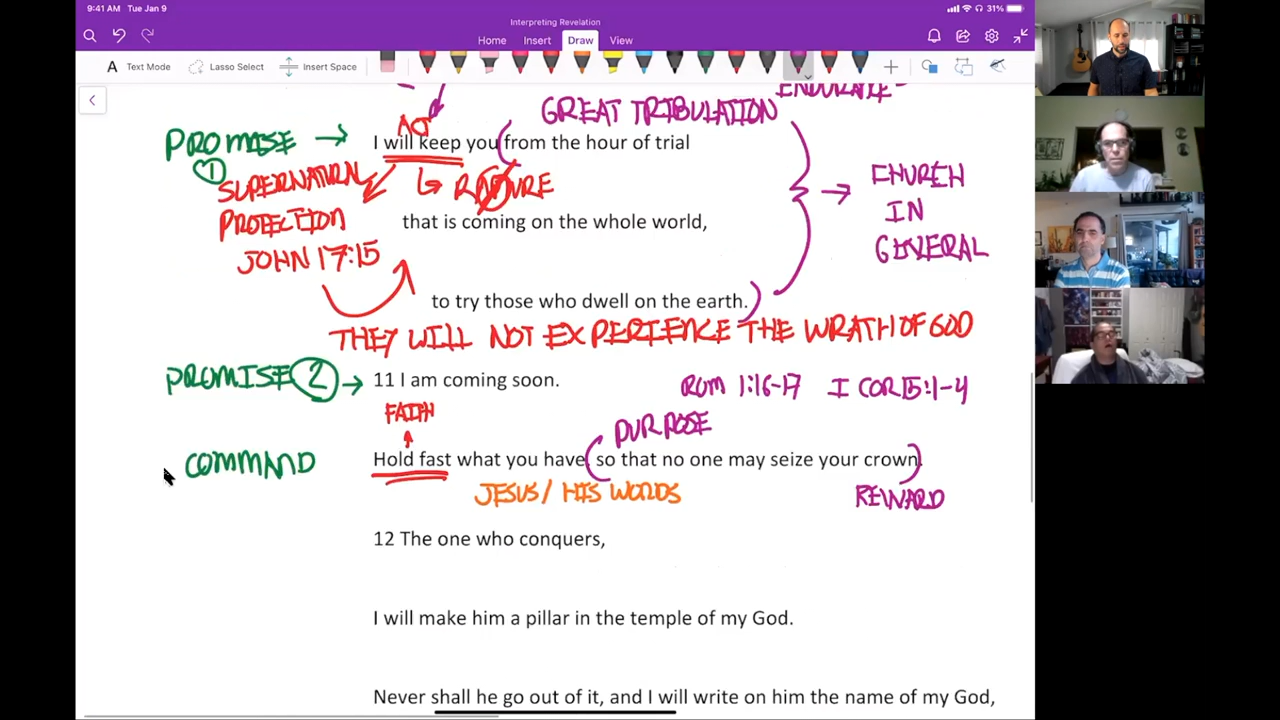 9:41 AM Tue Jan 9
31%
Interpreting Revelation
Home Insert Draw View
Text Mode Lasso Select Insert Space
ENDURANCE
GREAT TRIBULATION
ACT
PROMISE → I will keep you (from the hour of trial
1
SUPERNATURAL
RAPTURE
CHURCH
PROTECTION
that is coming on the whole world,
IN
JOHN 17:15
GENERAL
to try those who dwell on the earth.)
THEY WILL NOT EXPERIENCE THE WRATH OF GOD
PROMISE 2 → 11 I am coming soon.
ROM 1:16-17 I COR 15:1-4
FAITH
PURPOSE
COMMAND Hold fast what you have, (so that no one may seize your crown).
JESUS/HIS WORDS
REWARD
12 The one who conquers,
I will make him a pillar in the temple of my God.
Never shall he go out of it, and I will write on him the name of my God,